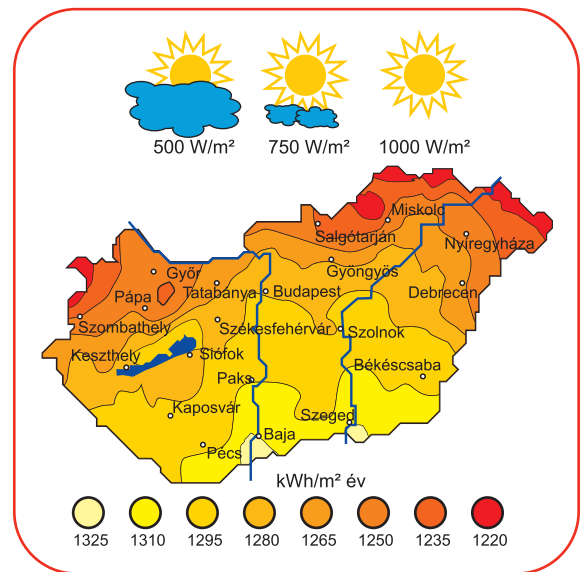 500 W/m² 750 W/m² 1000 W/m²
Miskolc
Salgótarján
Nyíregyháza
Győr
Gyöngyös
Pápa
Tatabánya
Budapest
Debrecen
Szombathely
Székesfehérvár
Szolnok
Keszthely
Siófok
Békéscsaba
Paks
Kaposvár
Szeged
Baja
Pécs
kWh/m² év
1325 1310 1295 1280 1265 1250 1235 1220